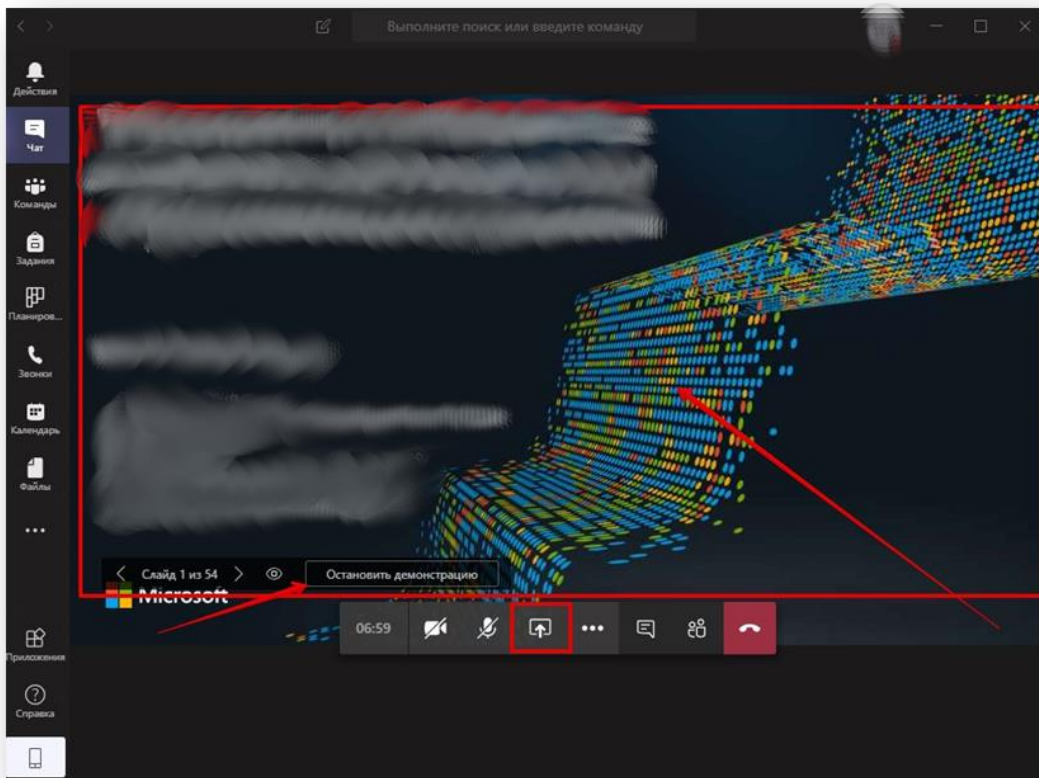 Выполните поиск или введите команду
Действия
Чат
Команды
Задания
Планиров...
Звонки
Календарь
Файлы
Слайд 1 из 54
Остановить демонстрацию
Microsoft
06:59
Приложения
Справка